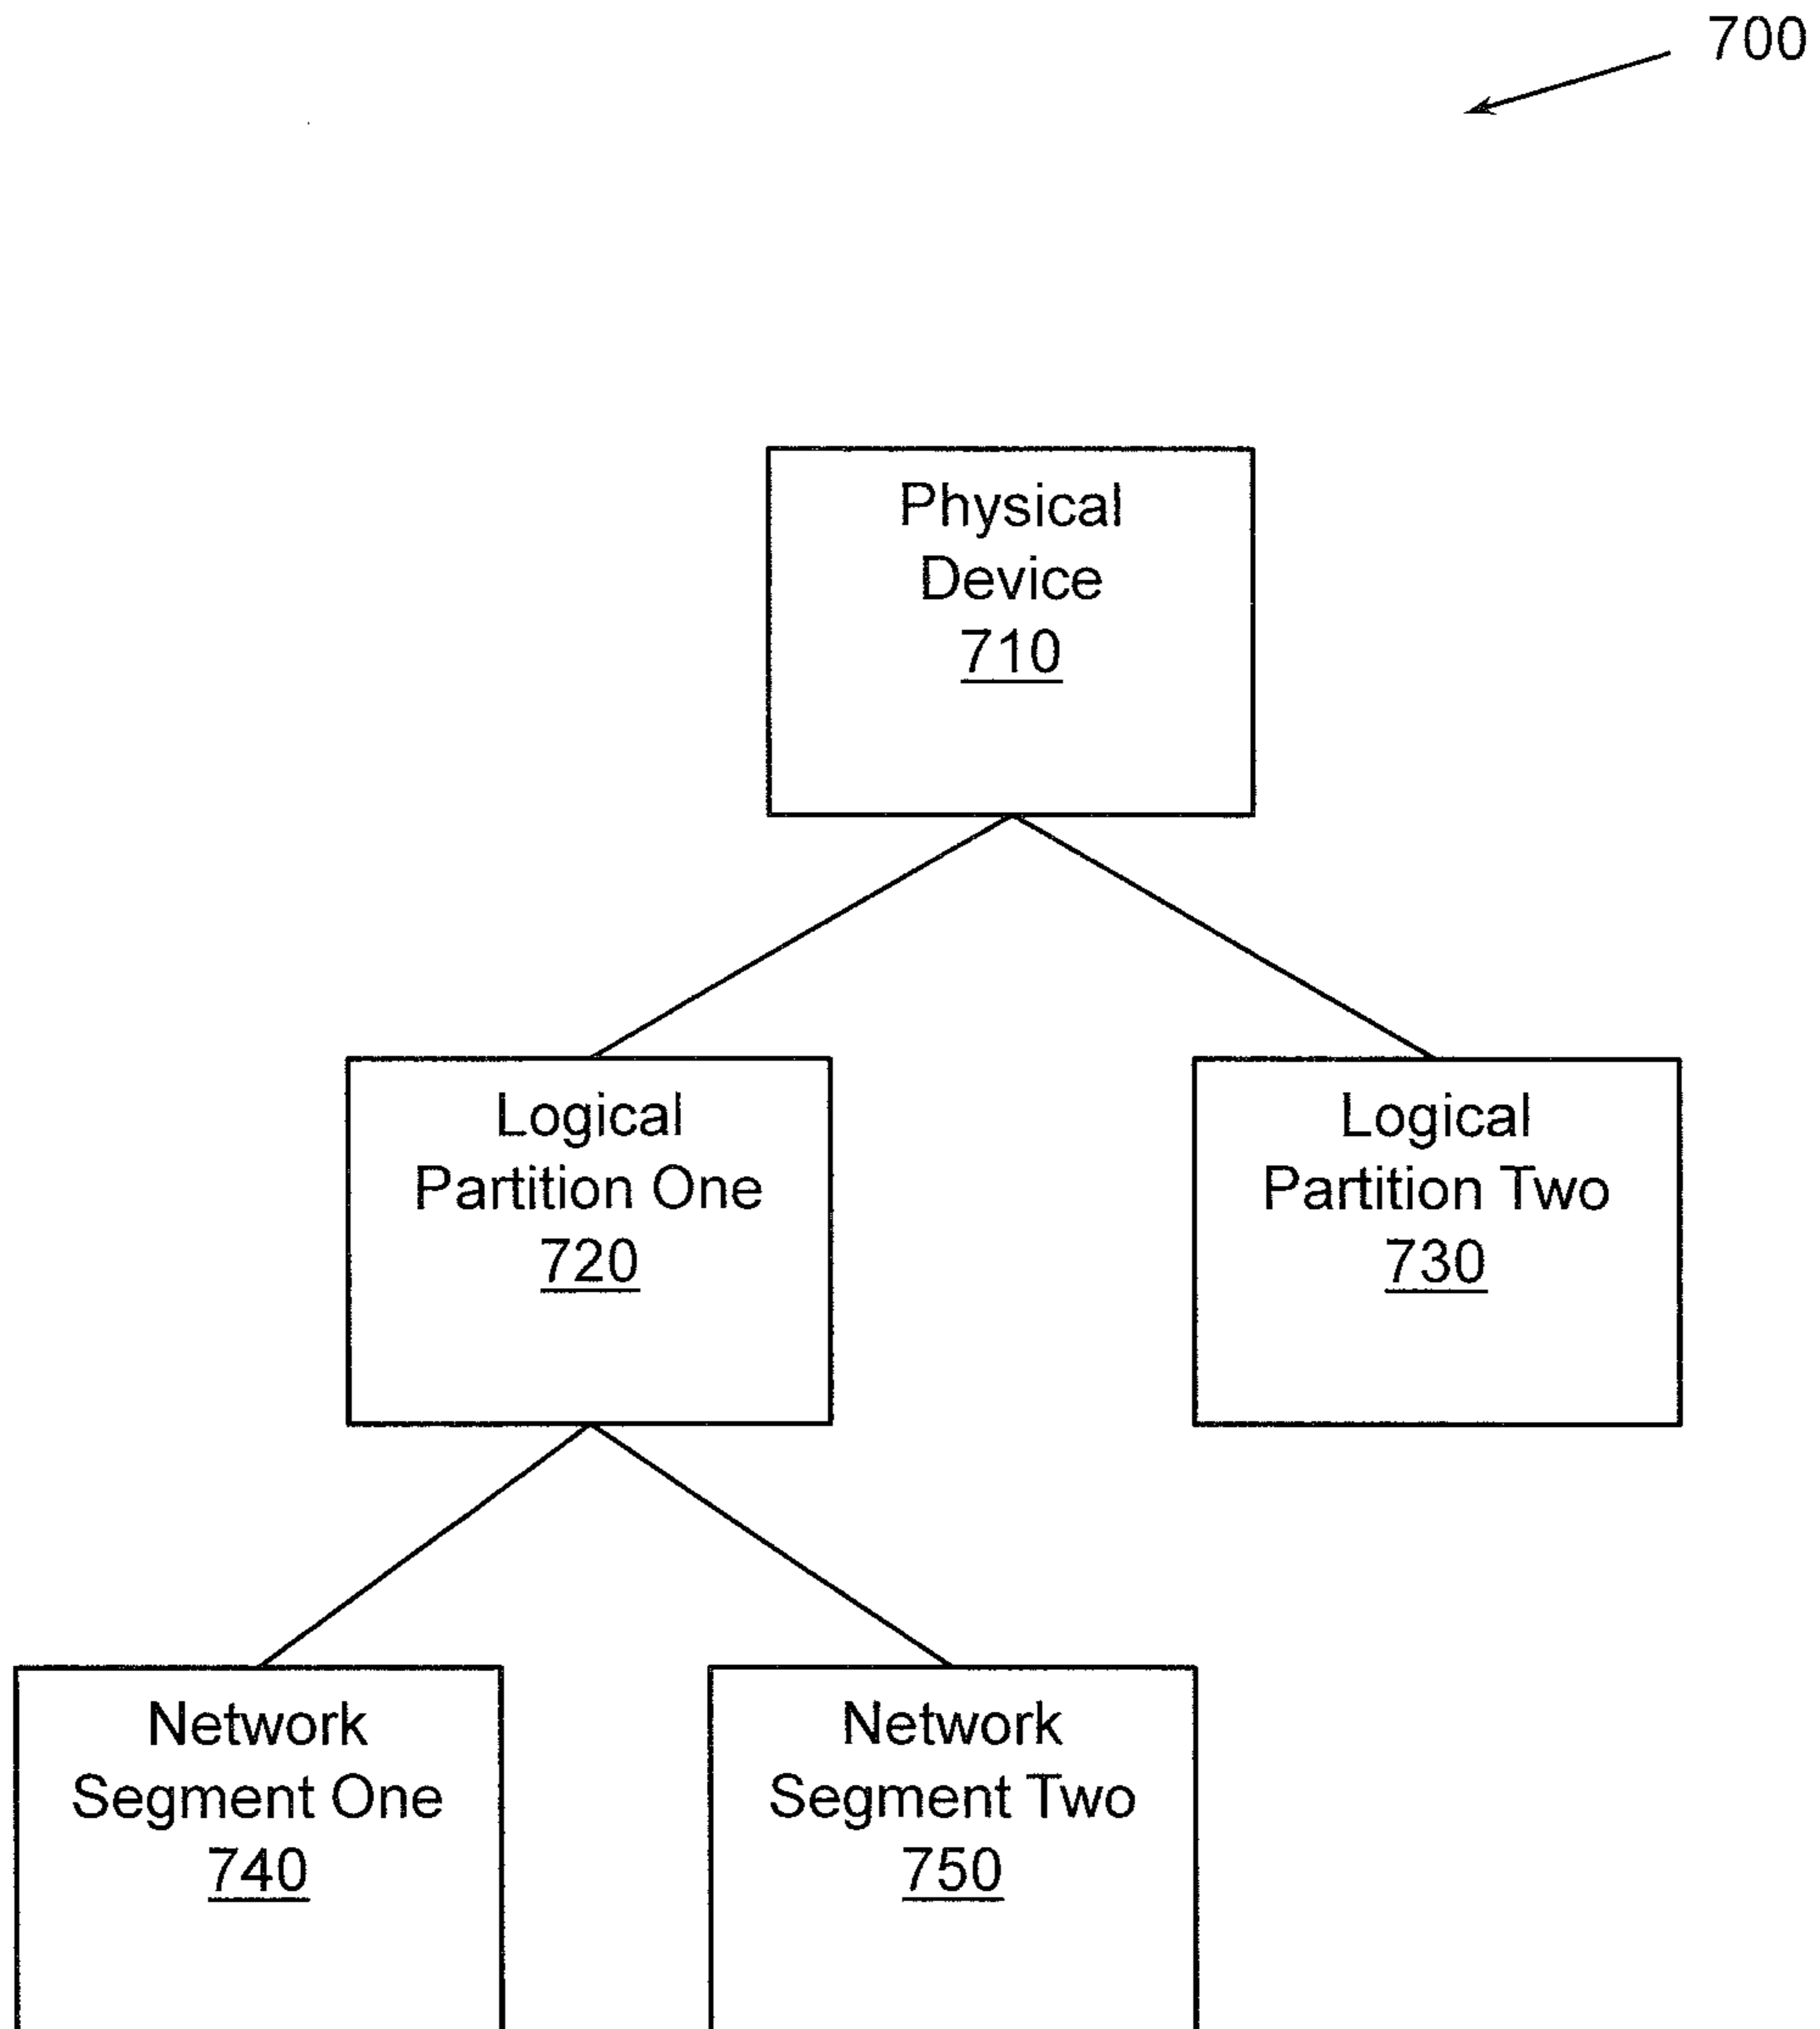 700
Physical
Device
710
Logical
Partition One
720
Logical
Partition Two
730
Network
Segment One
740
Network
Segment Two
750